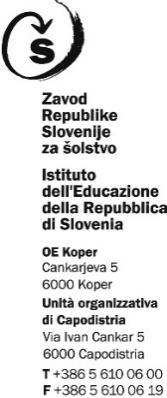 š
Zavod
Republike
Slovenije
za šolstvo
Istituto
dell'Educazione
della Repubblica
di Slovenia
OE Koper
Cankarjeva 5
6000 Koper
Unità organizzativa
di Capodistria
Via Ivan Cankar 5
6000 Capodistria
T +386 5 610 06 00
F +386 5 610 06 19